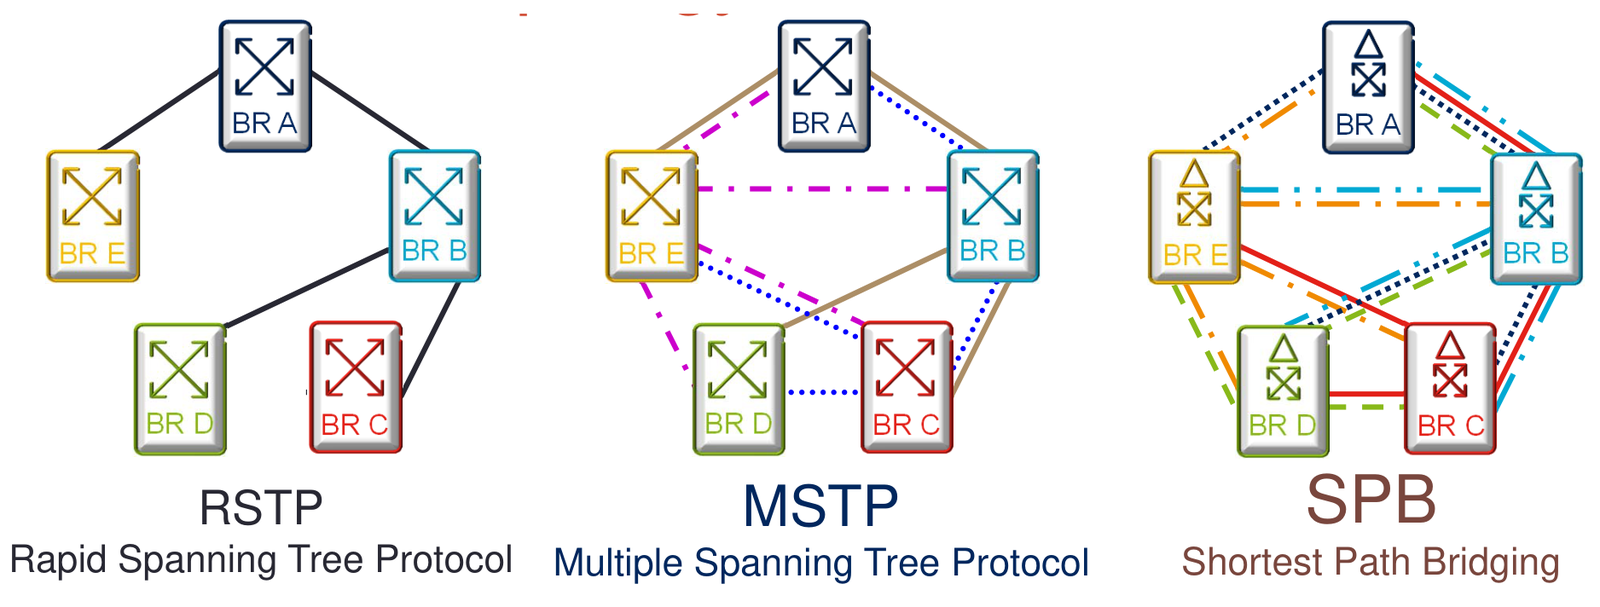 BR A
BR E
BR B
BR D
BR C
RSTP
Rapid Spanning Tree Protocol
BR A
BR E
BR B
BR D
BR C
MSTP
Multiple Spanning Tree Protocol
BR A
BR E
BR B
BR D
BR C
SPB
Shortest Path Bridging